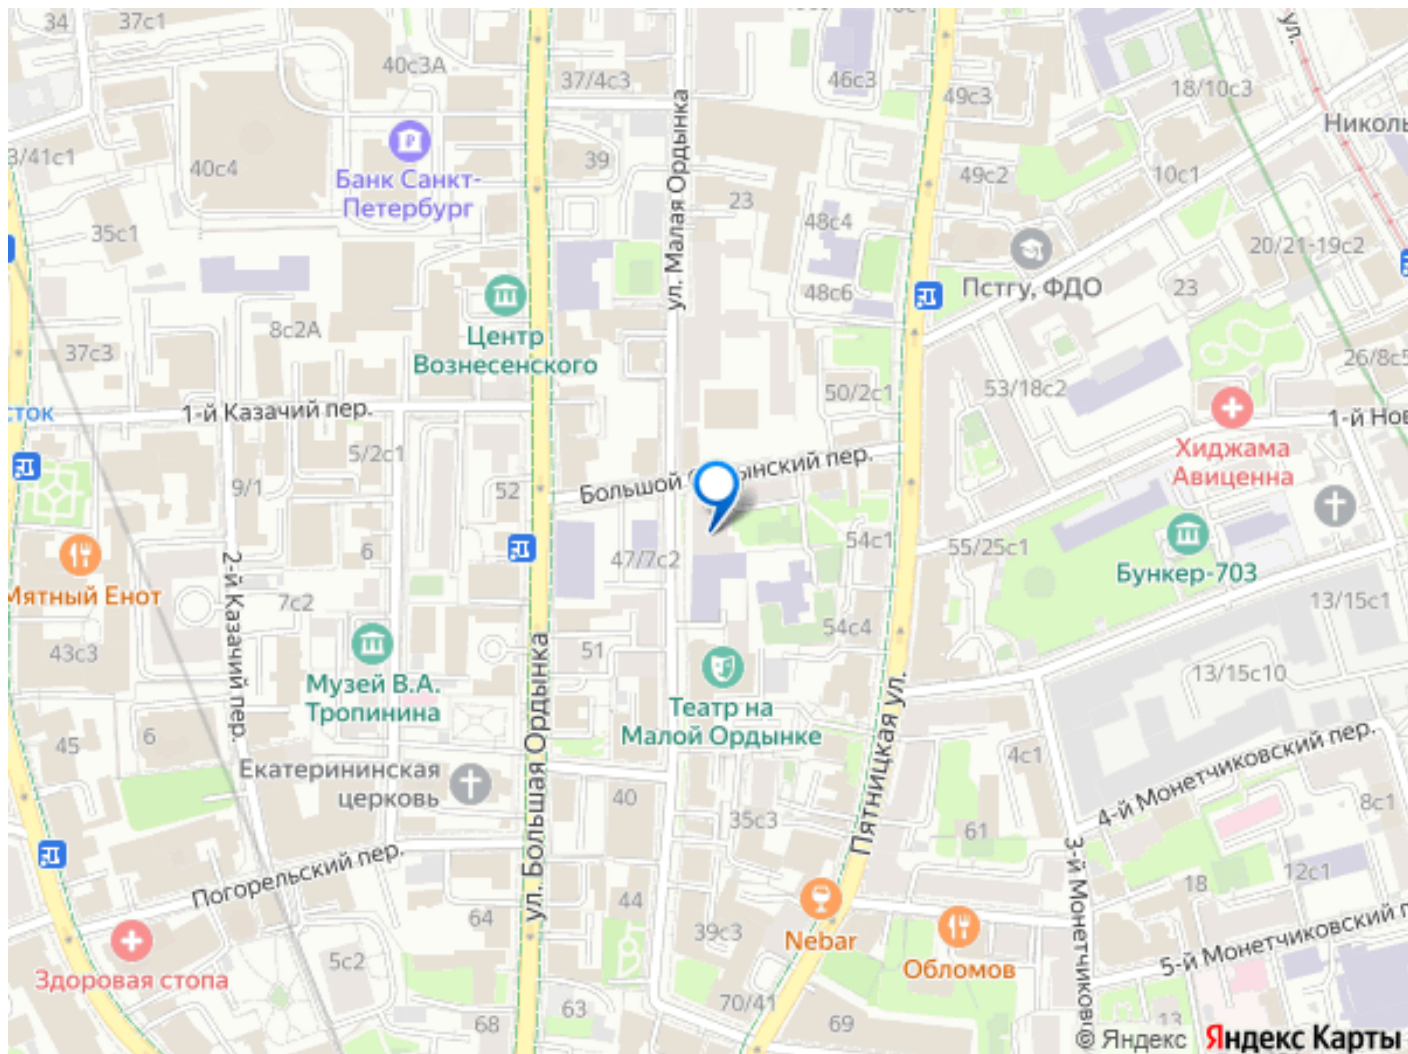 34
37с1
40с3А
37/4с3
46с3
49с3
18/10с3
ул.
Николь
3/41с1
40с4
Банк Санкт-
Петербург
39
ул. Малая Ордынка
23
49с2
10с1
35с1
48с4
20/21-19с2
Пстгу, ФДО
23
48с6
8с2А
Центр
Вознесенского
37с3
26/8с5
50/2с1
53/18с2
сток
1-й Казачий пер.
1-й Нов
5/2с1
Хиджама
Авиценна
9/1
52
Большой
ынский пер.
6
47/7с2
54с1
55/25с1
Бункер-703
Мятный Енот
2-й Казачий пер.
7с2
13/15с1
43с3
51
54с4
Музей В.А.
Тропинина
13/15с10
Театр на
Малой Ордынке
ул. Большая Ордынка
Пятницкая ул.
45
6
4с1
4-й Монетчиковский пер.
Екатерининская
церковь
40
35с3
61
8с1
Погорельский пер.
3-й Монетчиково
12с1
18
64
44
39с3
Nebar
Обломов
5-й Монетчиковский п
Здоровая стопа
5с2
63
70/41
68
69
13
© Яндекс
Яндекс Карты